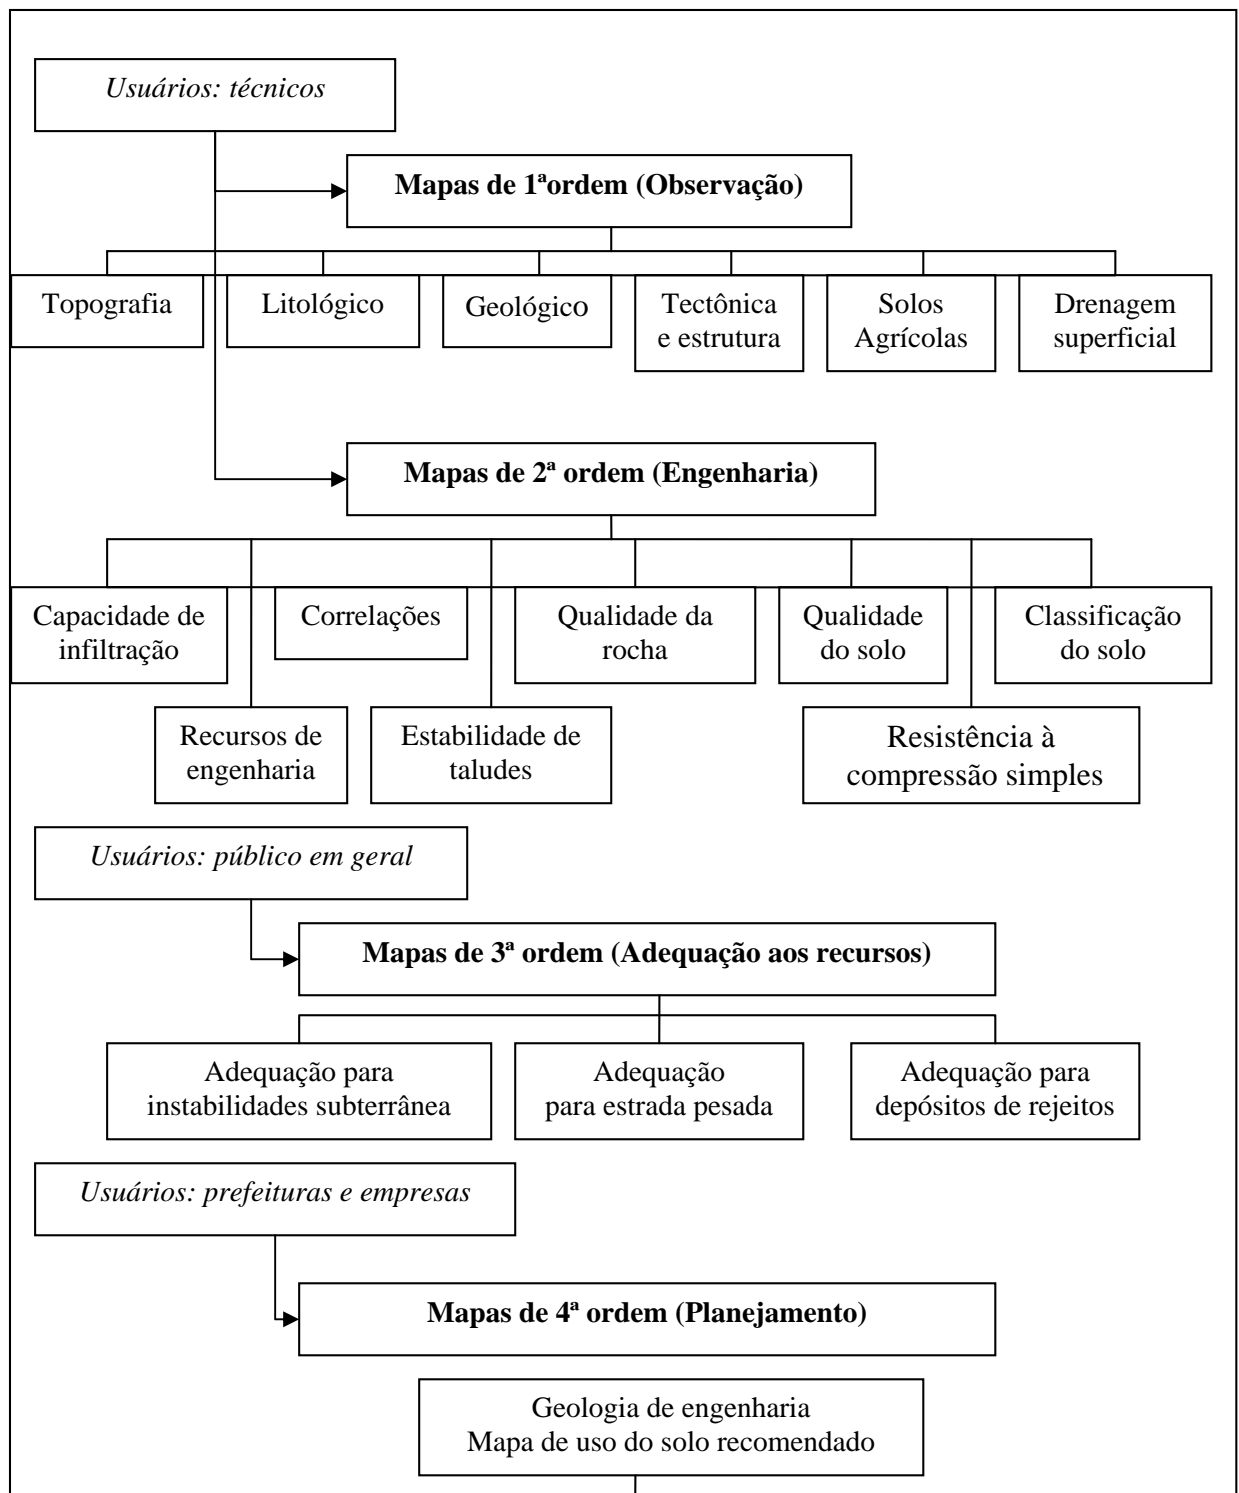 Usuários: técnicos
Mapas de 1ªordem (Observação)
Topografia
Litológico
Geológico
Tectônica
e estrutura
Solos
Agrícolas
Drenagem
superficial
Mapas de 2ª ordem (Engenharia)
Capacidade de
infiltração
Correlações
Qualidade da
rocha
Qualidade
do solo
Classificação
do solo
Recursos de
engenharia
Estabilidade de
taludes
Resistência à
compressão simples
Usuários: público em geral
Mapas de 3ª ordem (Adequação aos recursos)
Adequação para
instabilidades subterrânea
Adequação
para estrada pesada
Adequação para
depósitos de rejeitos
Usuários: prefeituras e empresas
Mapas de 4ª ordem (Planejamento)
Geologia de engenharia
Mapa de uso do solo recomendado